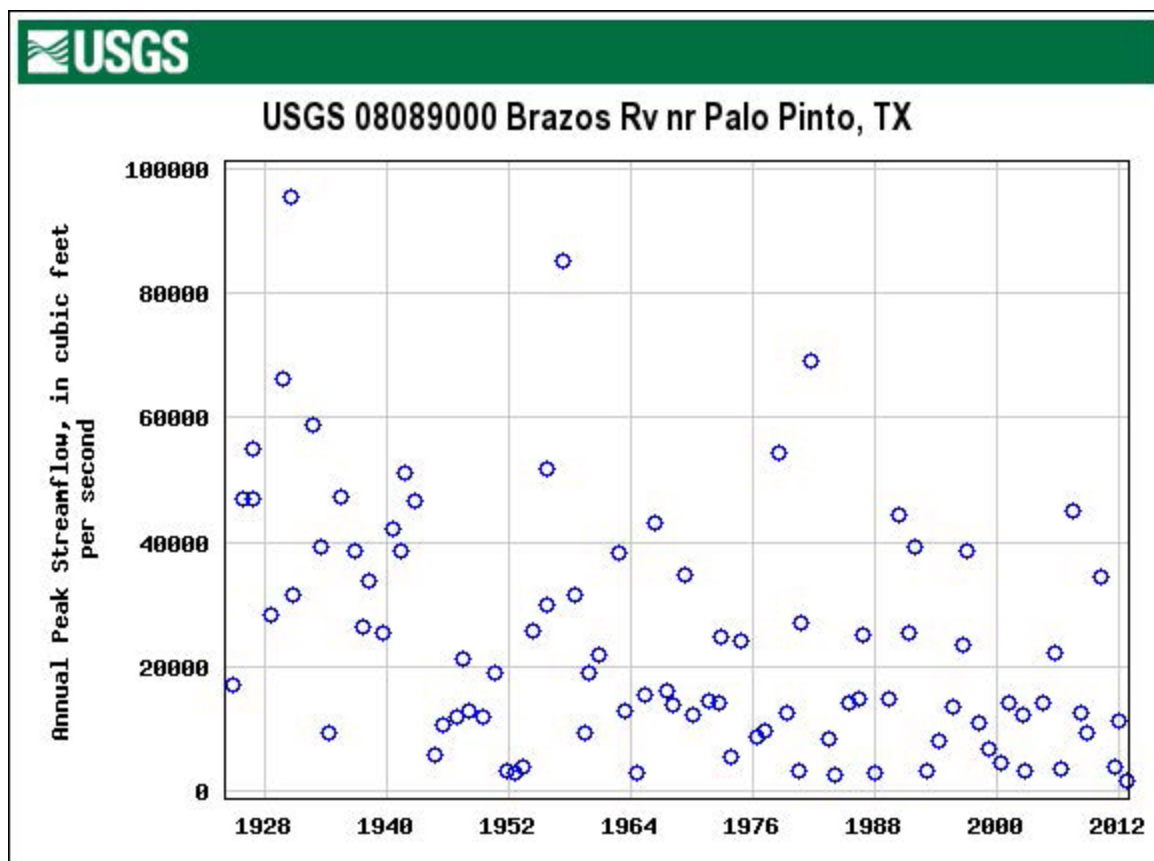 USGS
USGS 08089000 Brazos Rv nr Palo Pinto, TX
Annual Peak Streamflow, in cubic feet
per second
100000
80000
60000
40000
20000
0
1928 1940 1952 1964 1976 1988 2000 2012